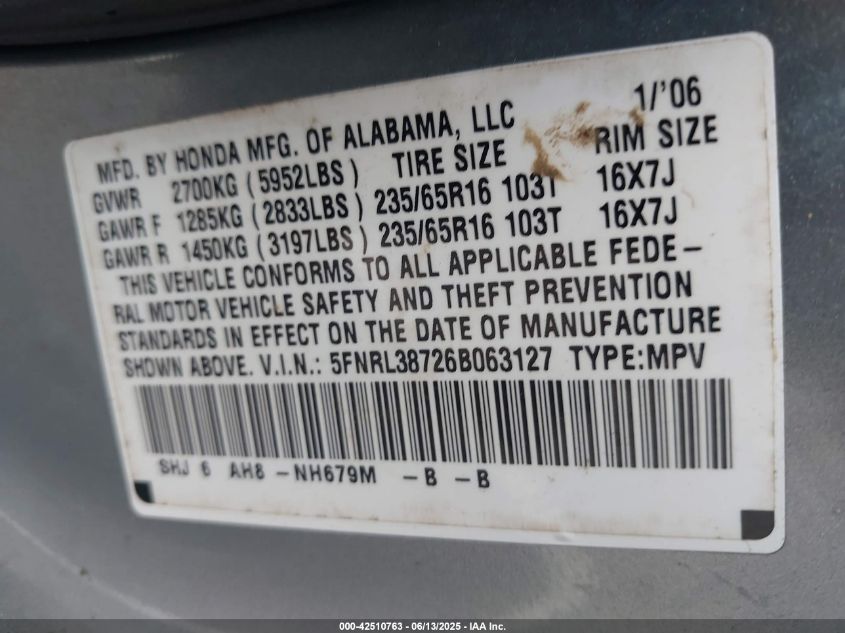 MFD. BY HONDA MFG. OF ALABAMA, LLC 1/'06
GVWR 2700KG (5952LBS) TIRE SIZE RIM SIZE
GAWR F 1285KG (2833LBS) 235/65R16 103T 16X7J
GAWR R 1450KG (3197LBS) 235/65R16 103T 16X7J
THIS VEHICLE CONFORMS TO ALL APPLICABLE FEDE-
RAL MOTOR VEHICLE SAFETY AND THEFT PREVENTION
STANDARDS IN EFFECT ON THE DATE OF MANUFACTURE
SHOWN ABOVE. V.I.N.: 5FNRL38726B063127 TYPE:MPV
SHJ 6 AH8 -NH679M -B -B
000-42510763 - 06/13/2025 - IAA Inc.